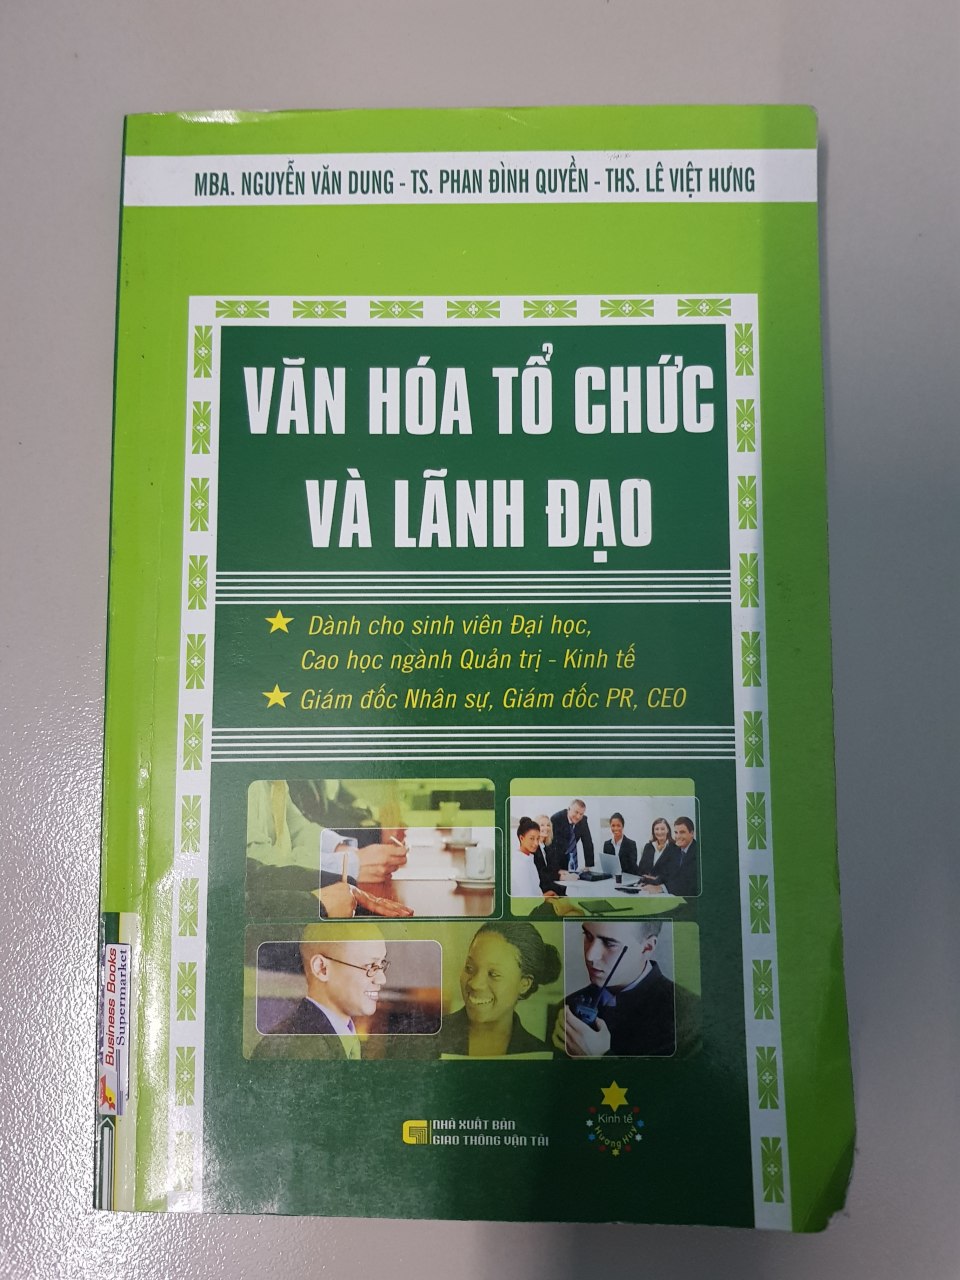 MBA. NGUYỄN VĂN DUNG - TS. PHAN ĐÌNH QUYỀN - THS. LÊ VIỆT HƯNG
VĂN HÓA TỔ CHỨC
VÀ LÃNH ĐẠO
★ Dành cho sinh viên Đại học,
Cao học ngành Quản trị - Kinh tế
★ Giám đốc Nhân sự, Giám đốc PR, CEO
Business Books
Supermarket
NHÀ XUẤT BẢN
GIAO THÔNG VẬN TẢI
Kinh tế
Hương Huy